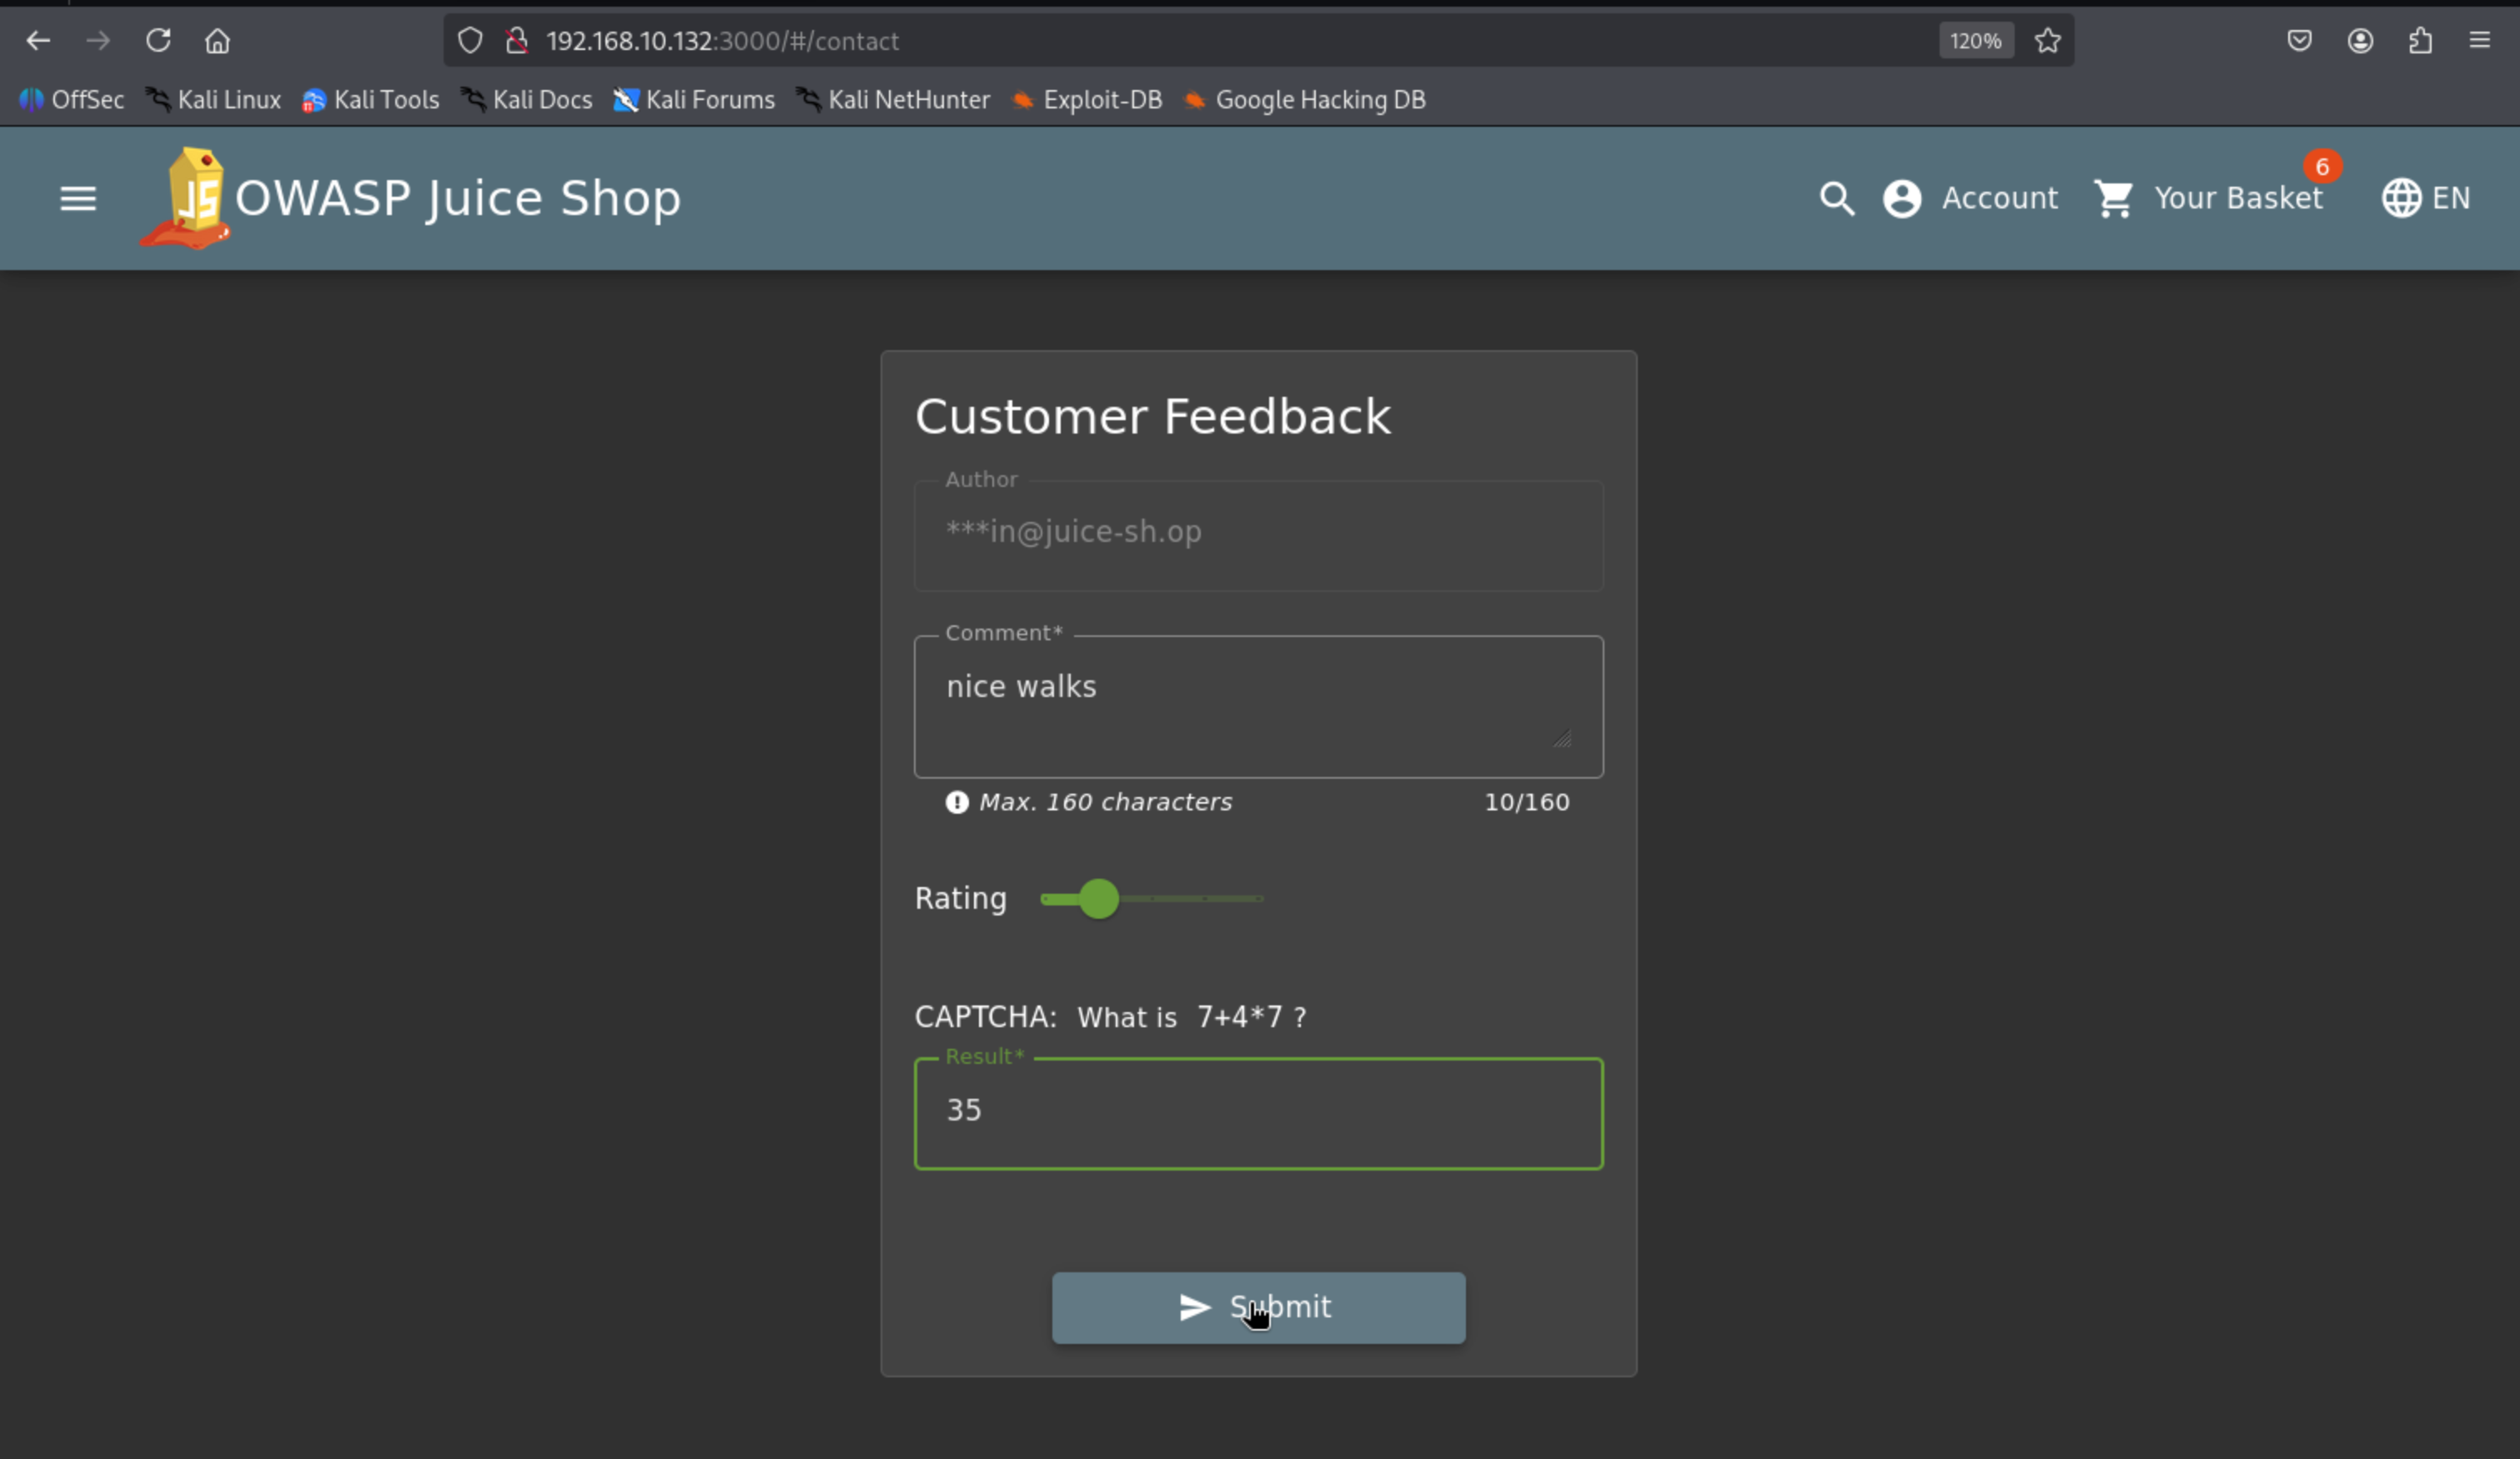 192.168.10.132:3000/#/contact 120%
OffSec Kali Linux Kali Tools Kali Docs Kali Forums Kali NetHunter Exploit-DB Google Hacking DB
JS OWASP Juice Shop Account Your Basket 6 EN
Customer Feedback
Author
***in@juice-sh.op
Comment*
nice walks
Max. 160 characters 10/160
Rating
CAPTCHA: What is 7+4*7 ?
Result*
35
Submit